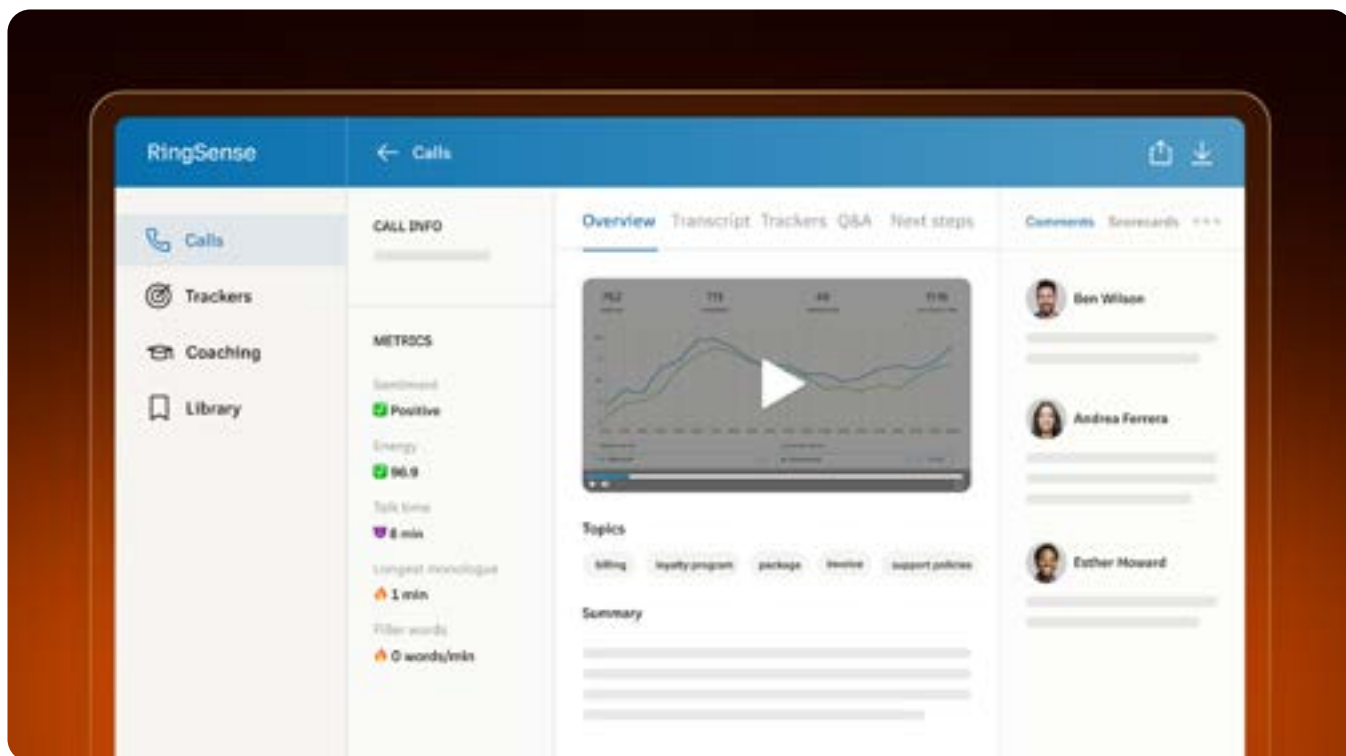 RingSense
← Calls
Calls
Trackers
Coaching
Library
CALL INFO
METRICS
Sentiment
Positive
Energy
96.9
Talk time
8 min
Longest monologue
1 min
Filler words
0 words/min
Overview Transcript Trackers Q&A Next steps
Topics
billing loyalty program package invoice support policies
Summary
Comments Scorecards
Ben Wilson
Andrea Ferrera
Esther Howard